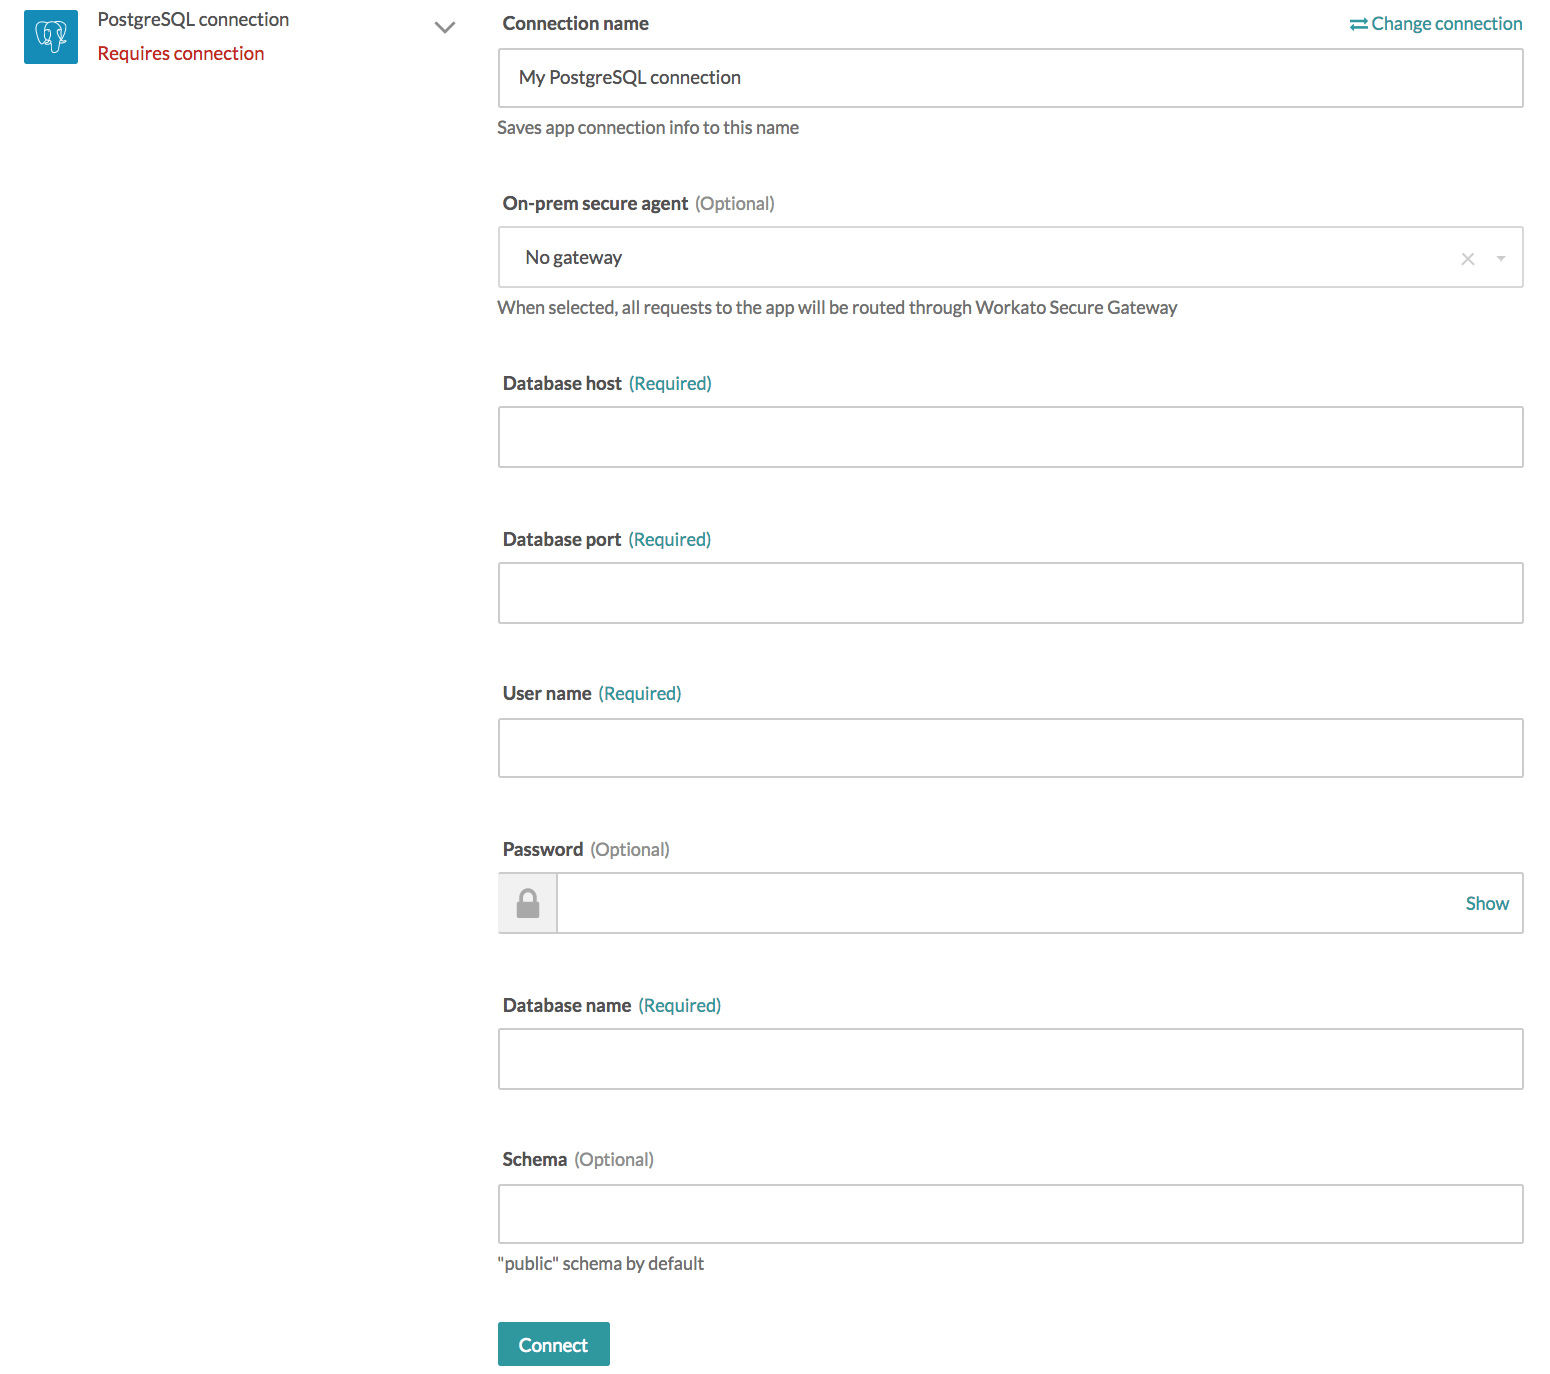 PostgreSQL connection
Requires connection
Connection name
Change connection
My PostgreSQL connection
Saves app connection info to this name
On-prem secure agent (Optional)
No gateway
When selected, all requests to the app will be routed through Workato Secure Gateway
Database host (Required)
Database port (Required)
User name (Required)
Password (Optional)
Show
Database name (Required)
Schema (Optional)
"public" schema by default
Connect